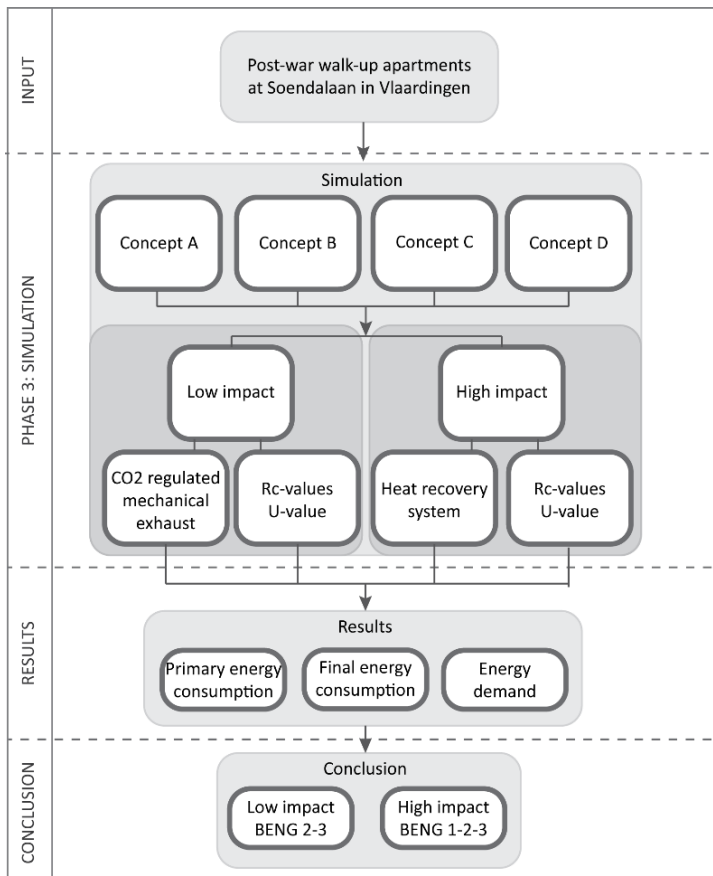 INPUT
Post-war walk-up apartments
at Soendalaan in Vlaardingen
PHASE 3: SIMULATION
Simulation
Concept A
Concept B
Concept C
Concept D
Low impact
High impact
CO2 regulated
mechanical
exhaust
Rc-values
U-value
Heat recovery
system
Rc-values
U-value
RESULTS
Results
Primary energy
consumption
Final energy
consumption
Energy
demand
CONCLUSION
Conclusion
Low impact
BENG 2-3
High impact
BENG 1-2-3